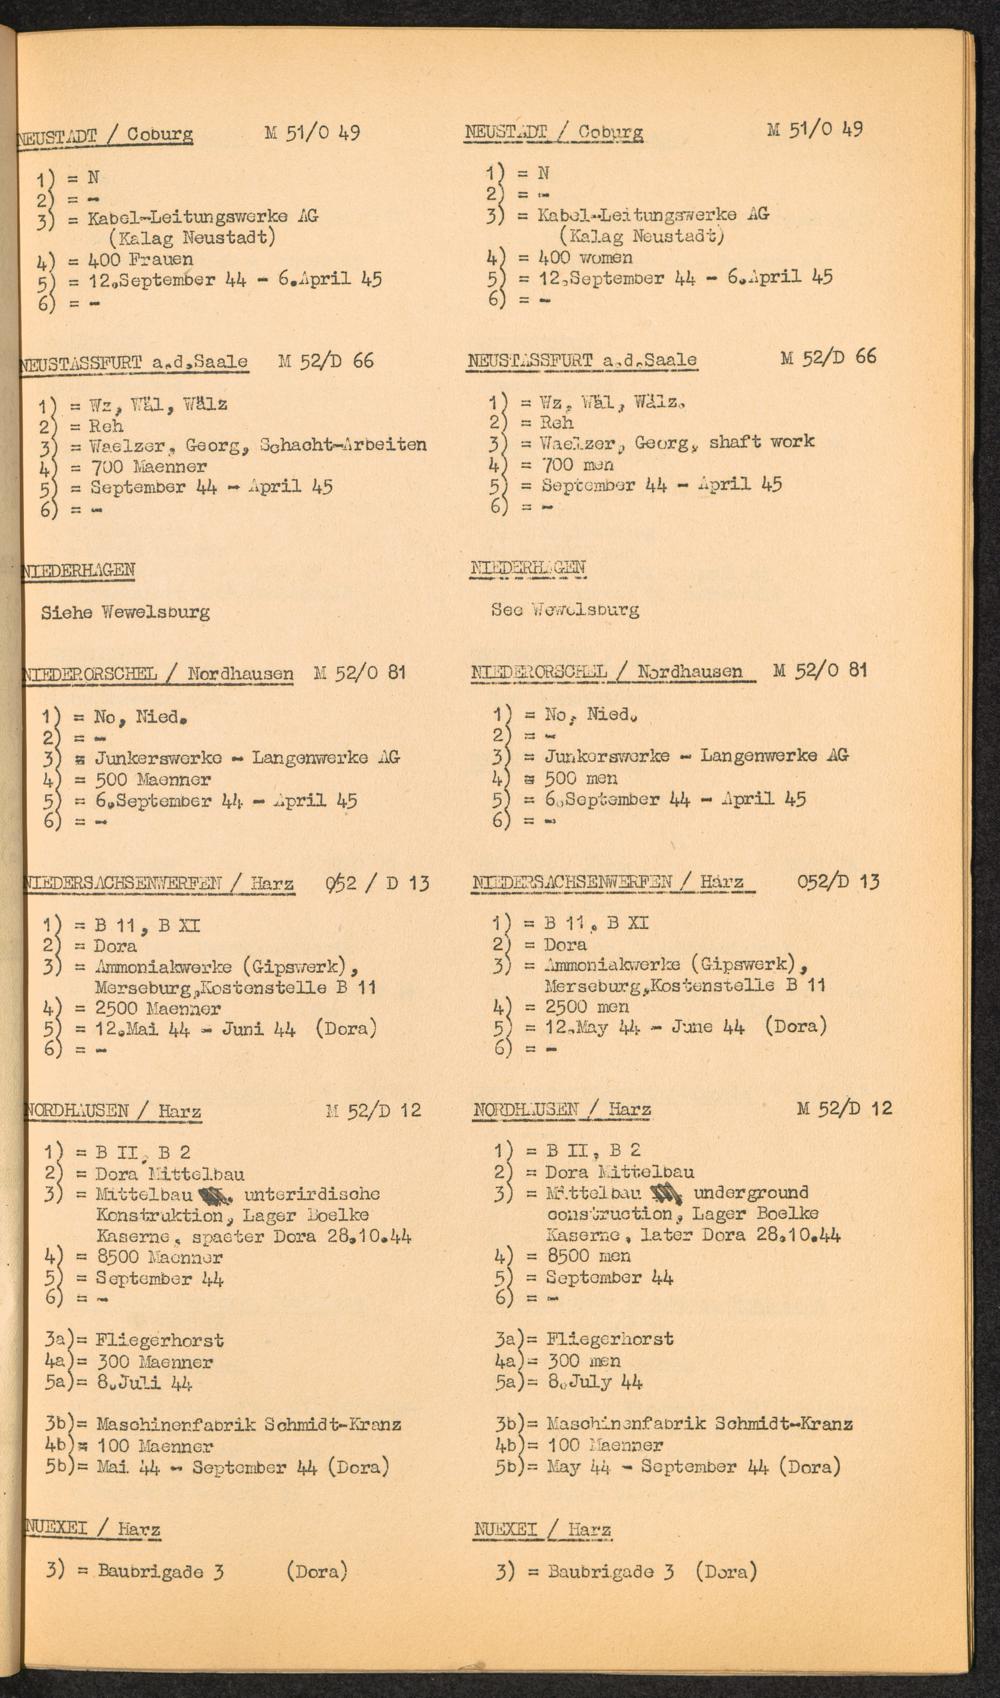 NEUSTADT / Coburg M 51/O 49
1) = N
2) = -
3) = Kabel-Leitungswerke AG
(Kalag Neustadt)
4) = 400 Frauen
5) = 12.September 44 - 6.April 45
6) = -
NEUSTASSFURT a.d.Saale M 52/D 66
1) = Wz, Wäl, Wälz
2) = Reh
3) = Waelzer, Georg, Schacht-Arbeiten
4) = 700 Maenner
5) = September 44 - April 45
6) = -
NIEDERHAGEN
Siehe Wewelsburg
NIEDERORSCHEL / Nordhausen M 52/O 81
1) = No, Nied.
2) = -
3) = Junkerswerke - Langenwerke AG
4) = 500 Maenner
5) = 6.September 44 - April 45
6) = -
NIEDERSACHSENWERFEN / Harz 052 / D 13
1) = B 11, B XI
2) = Dora
3) = Ammoniakwerke (Gipswerk),
Merseburg,Kostenstelle B 11
4) = 2500 Maenner
5) = 12.Mai 44 - Juni 44 (Dora)
6) = -
NORDHAUSEN / Harz M 52/D 12
1) = B II, B 2
2) = Dora Mittelbau
3) = Mittelbau unterirdische
Konstruktion, Lager Boelke
Kaserne, spaeter Dora 28.10.44
4) = 8500 Maenner
5) = September 44
6) = -
3a)= Fliegerhorst
4a)= 300 Maenner
5a)= 8.Juli 44
3b)= Maschinenfabrik Schmidt-Kranz
4b)= 100 Maenner
5b)= Mai 44 - September 44 (Dora)
NUEXEI / Harz
3) = Baubrigade 3 (Dora)
NEUSTADT / Coburg M 51/O 49
1) = N
2) = -
3) = Kabel-Leitungswerke AG
(Kalag Neustadt)
4) = 400 women
5) = 12.September 44 - 6.April 45
6) = -
NEUSTASSFURT a.d.Saale M 52/D 66
1) = Wz, Wäl, Wälz.
2) = Reh
3) = Waelzer, Georg, shaft work
4) = 700 men
5) = September 44 - April 45
6) = -
NIEDERHAGEN
See Wewelsburg
NIEDERORSCHEL / Nordhausen M 52/O 81
1) = No, Nied.
2) = -
3) = Junkerswerke - Langenwerke AG
4) = 500 men
5) = 6.September 44 - April 45
6) = -
NIEDERSACHSENWERFEN / Harz 052/D 13
1) = B 11, B XI
2) = Dora
3) = Ammoniakwerke (Gipswerk),
Merseburg,Kostenstelle B 11
4) = 2500 men
5) = 12.May 44 - June 44 (Dora)
6) = -
NORDHAUSEN / Harz M 52/D 12
1) = B II, B 2
2) = Dora Mittelbau
3) = Mittelbau underground
construction, Lager Boelke
Kaserne, later Dora 28.10.44
4) = 8500 men
5) = September 44
6) = -
3a)= Fliegerhorst
4a)= 300 men
5a)= 8.July 44
3b)= Maschinenfabrik Schmidt-Kranz
4b)= 100 Maenner
5b)= May 44 - September 44 (Dora)
NUEXEI / Harz
3) = Baubrigade 3 (Dora)